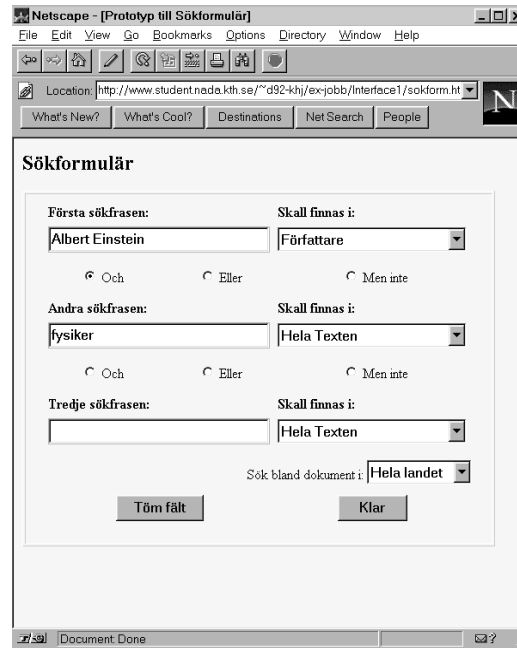 Netscape - [Prototyp till Sökformulär]
File Edit View Go Bookmarks Options Directory Window Help
Location: http://www.student.nada.kth.se/~d92-khj/ex-jobb/Interface1/sokform.ht
N
What's New? What's Cool? Destinations Net Search People
Sökformulär
Första sökfrasen: Skall finnas i:
Albert Einstein Författare
Och Eller Men inte
Andra sökfrasen: Skall finnas i:
fysiker Hela Texten
Och Eller Men inte
Tredje sökfrasen: Skall finnas i:
Hela Texten
Sök bland dokument i: Hela landet
Töm fält Klar
Document Done ?